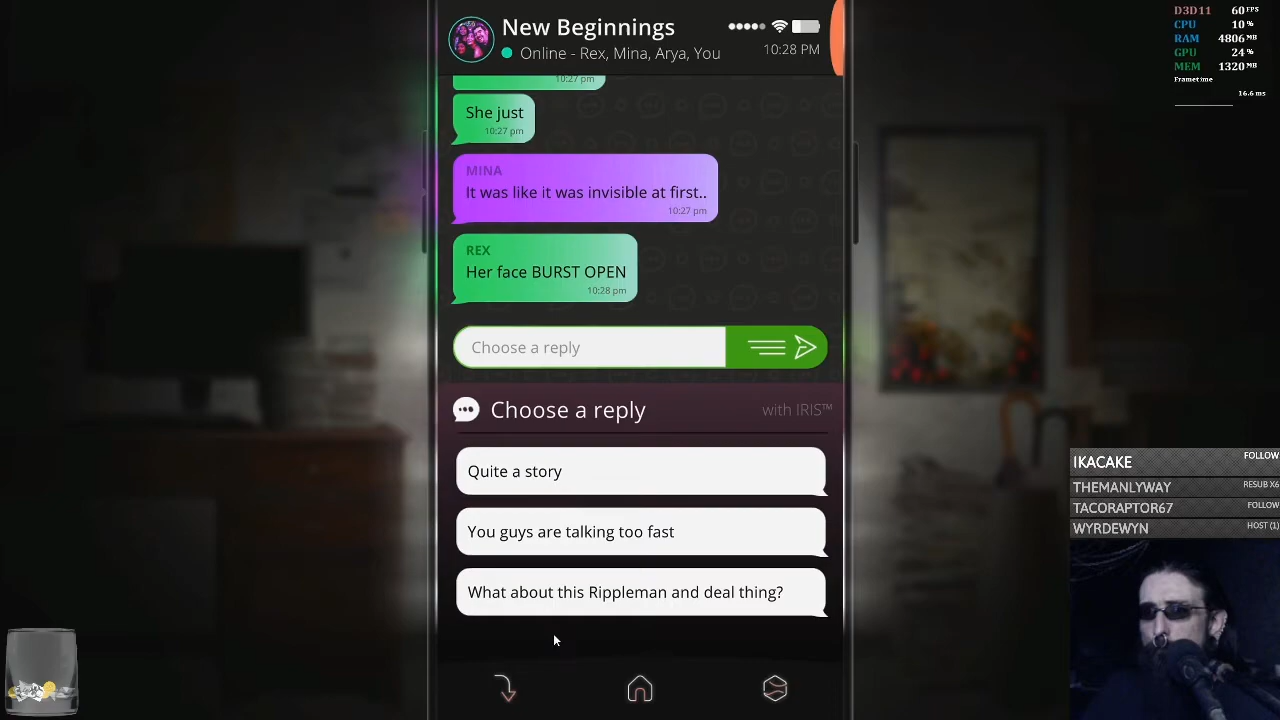 New Beginnings
Online - Rex, Mina, Arya, You
10:28 PM
10:27 pm
She just
10:27 pm
MINA
It was like it was invisible at first..
10:27 pm
REX
Her face BURST OPEN
10:28 pm
Choose a reply
Choose a reply
with IRIS™
Quite a story
You guys are talking too fast
What about this Rippleman and deal thing?
D3D11 60 FPS
CPU 10 %
RAM 4806 MB
GPU 24 %
MEM 1320 MB
Frametime
16.6 ms
IKACAKE FOLLOW
THEMANLYWAY RESUB X6
TACORAPTOR67 FOLLOW
WYRDEWYN HOST (1)